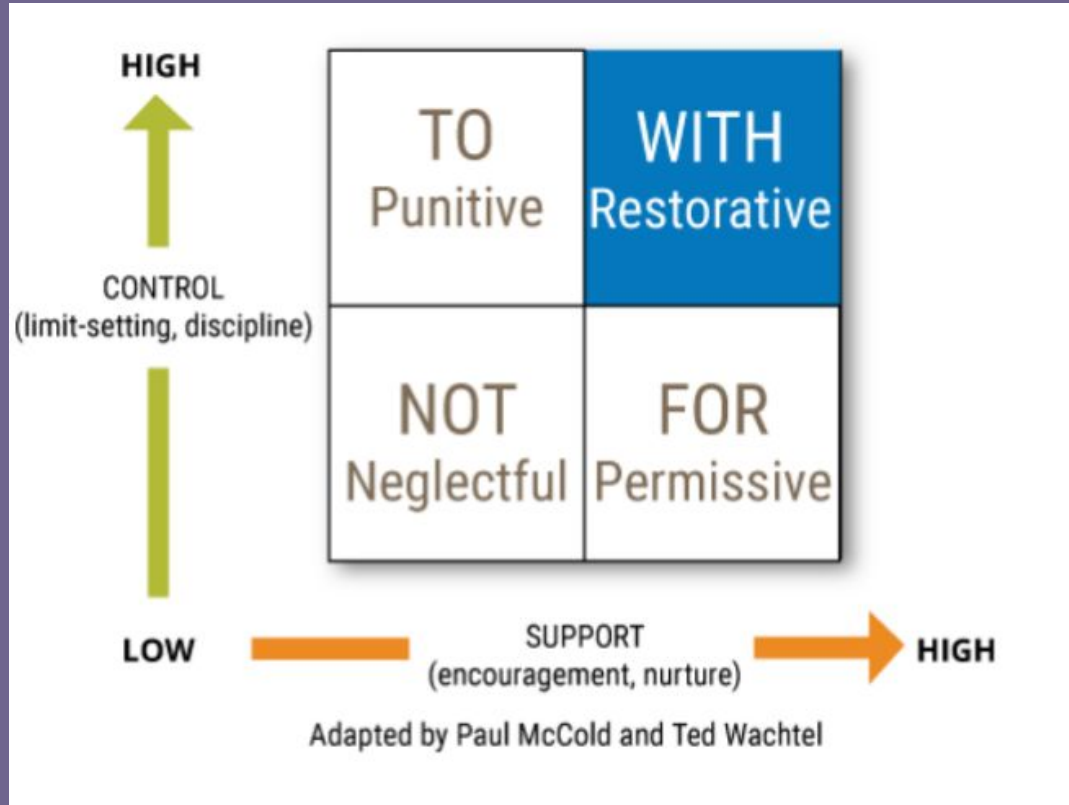 HIGH
TO
Punitive
WITH
Restorative
CONTROL
(limit-setting, discipline)
NOT
Neglectful
FOR
Permissive
LOW
SUPPORT
(encouragement, nurture)
HIGH
Adapted by Paul McCold and Ted Wachtel